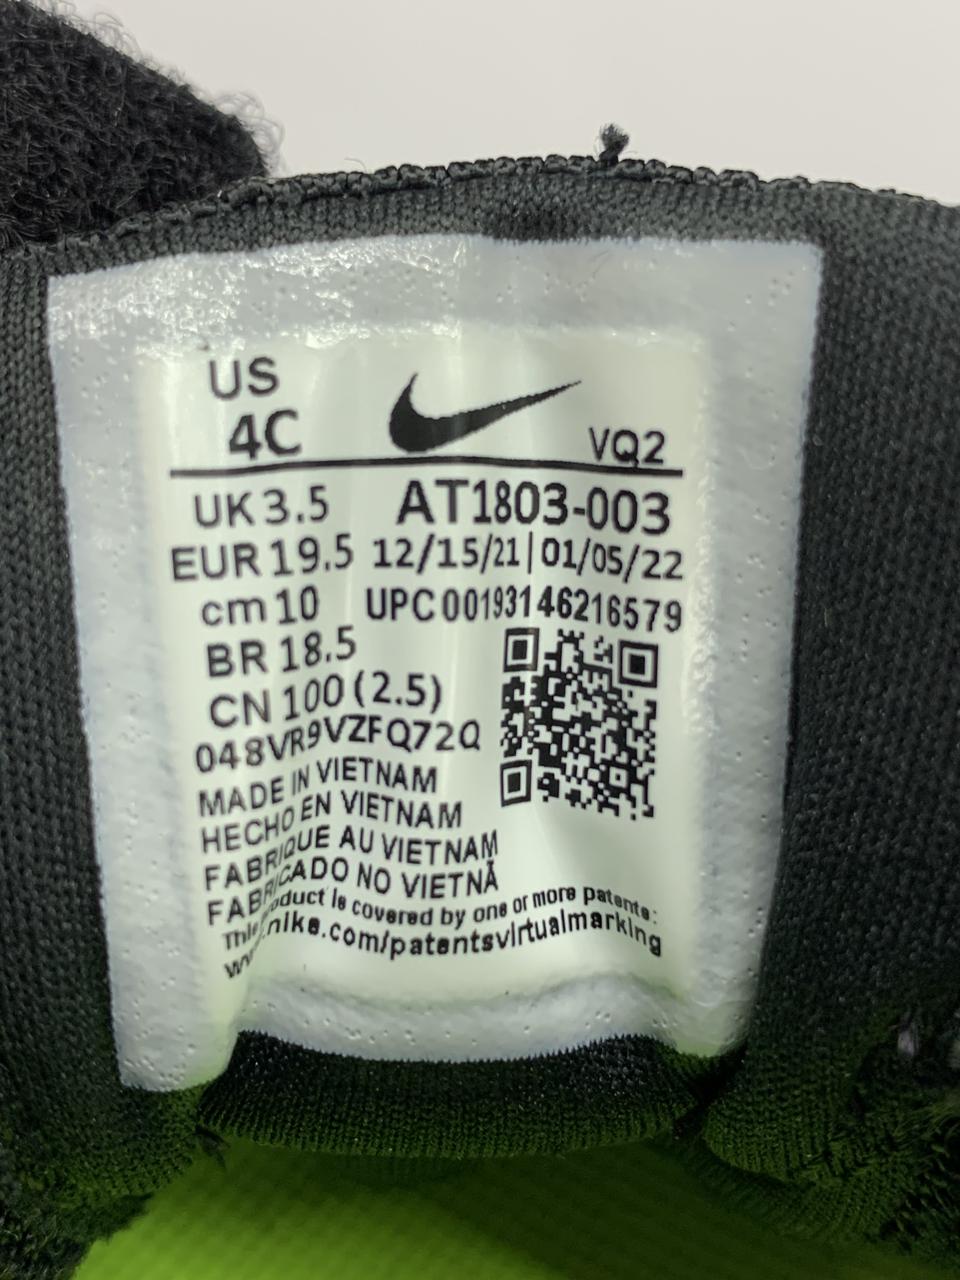 US
4C
VQ2
UK 3.5 AT1803-003
EUR 19.5 12/15/21|01/05/22
cm 10 UPC 00193146216579
BR 18.5
CN 100 (2.5)
048VR9VZFQ72Q
MADE IN VIETNAM
HECHO EN VIETNAM
FABRIQUE AU VIETNAM
FABRICADO NO VIETNÃ
This product is covered by one or more patents:
www.nike.com/patentsvirtualmarking